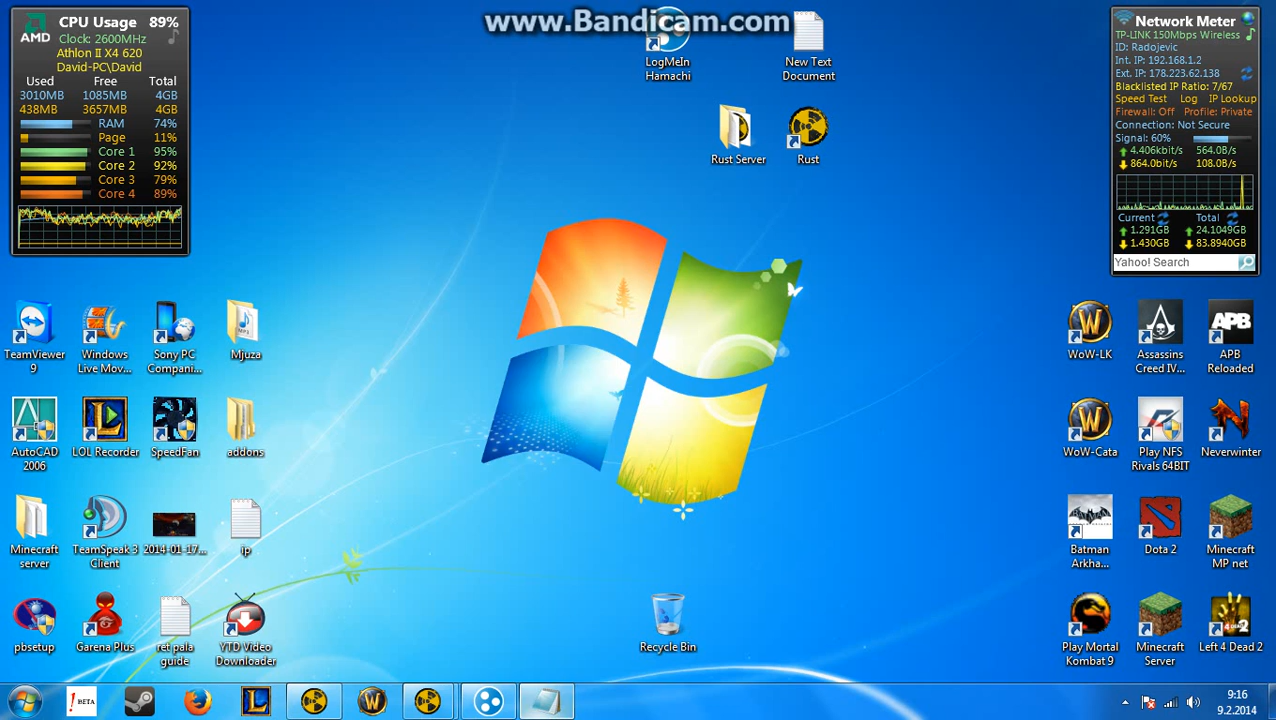 www.Bandicam.com
AMD
CPU Usage 89%
Clock: 2600MHz
Athlon II X4 620
David-PC\David
Used Free Total
3010MB 1085MB 4GB
438MB 3657MB 4GB
RAM 74%
Page 11%
Core 1 95%
Core 2 92%
Core 3 79%
Core 4 89%
LogMeIn
Hamachi
New Text
Document
Rust Server
Rust
Network Meter
TP-LINK 150Mbps Wireless
ID: Radojevic
Int. IP: 192.168.1.2
Ext. IP: 178.223.62.138
Blacklisted IP Ratio: 7/67
Speed Test Log IP Lookup
Firewall: Off Profile: Private
Connection: Not Secure
Signal: 60%
4.406kbit/s 564.0B/s
864.0bit/s 108.0B/s
Current Total
1.291GB 24.1049GB
1.430GB 83.8940GB
Yahoo! Search
TeamViewer
9
Windows
Live Mov...
Sony PC
Compani...
Mjuza
WoW-LK
Assassins
Creed IV...
APB
Reloaded
AutoCAD
2006
LOL Recorder
SpeedFan
addons
WoW-Cata
Play NFS
Rivals 64BIT
Neverwinter
Minecraft
server
TeamSpeak 3
Client
2014-01-17...
ip
Batman
Arkha...
Dota 2
Minecraft
MP net
pbsetup
Garena Plus
ret pala
guide
YTD Video
Downloader
Recycle Bin
Play Mortal
Kombat 9
Minecraft
Server
Left 4 Dead 2
!BETA
9:16
9.2.2014